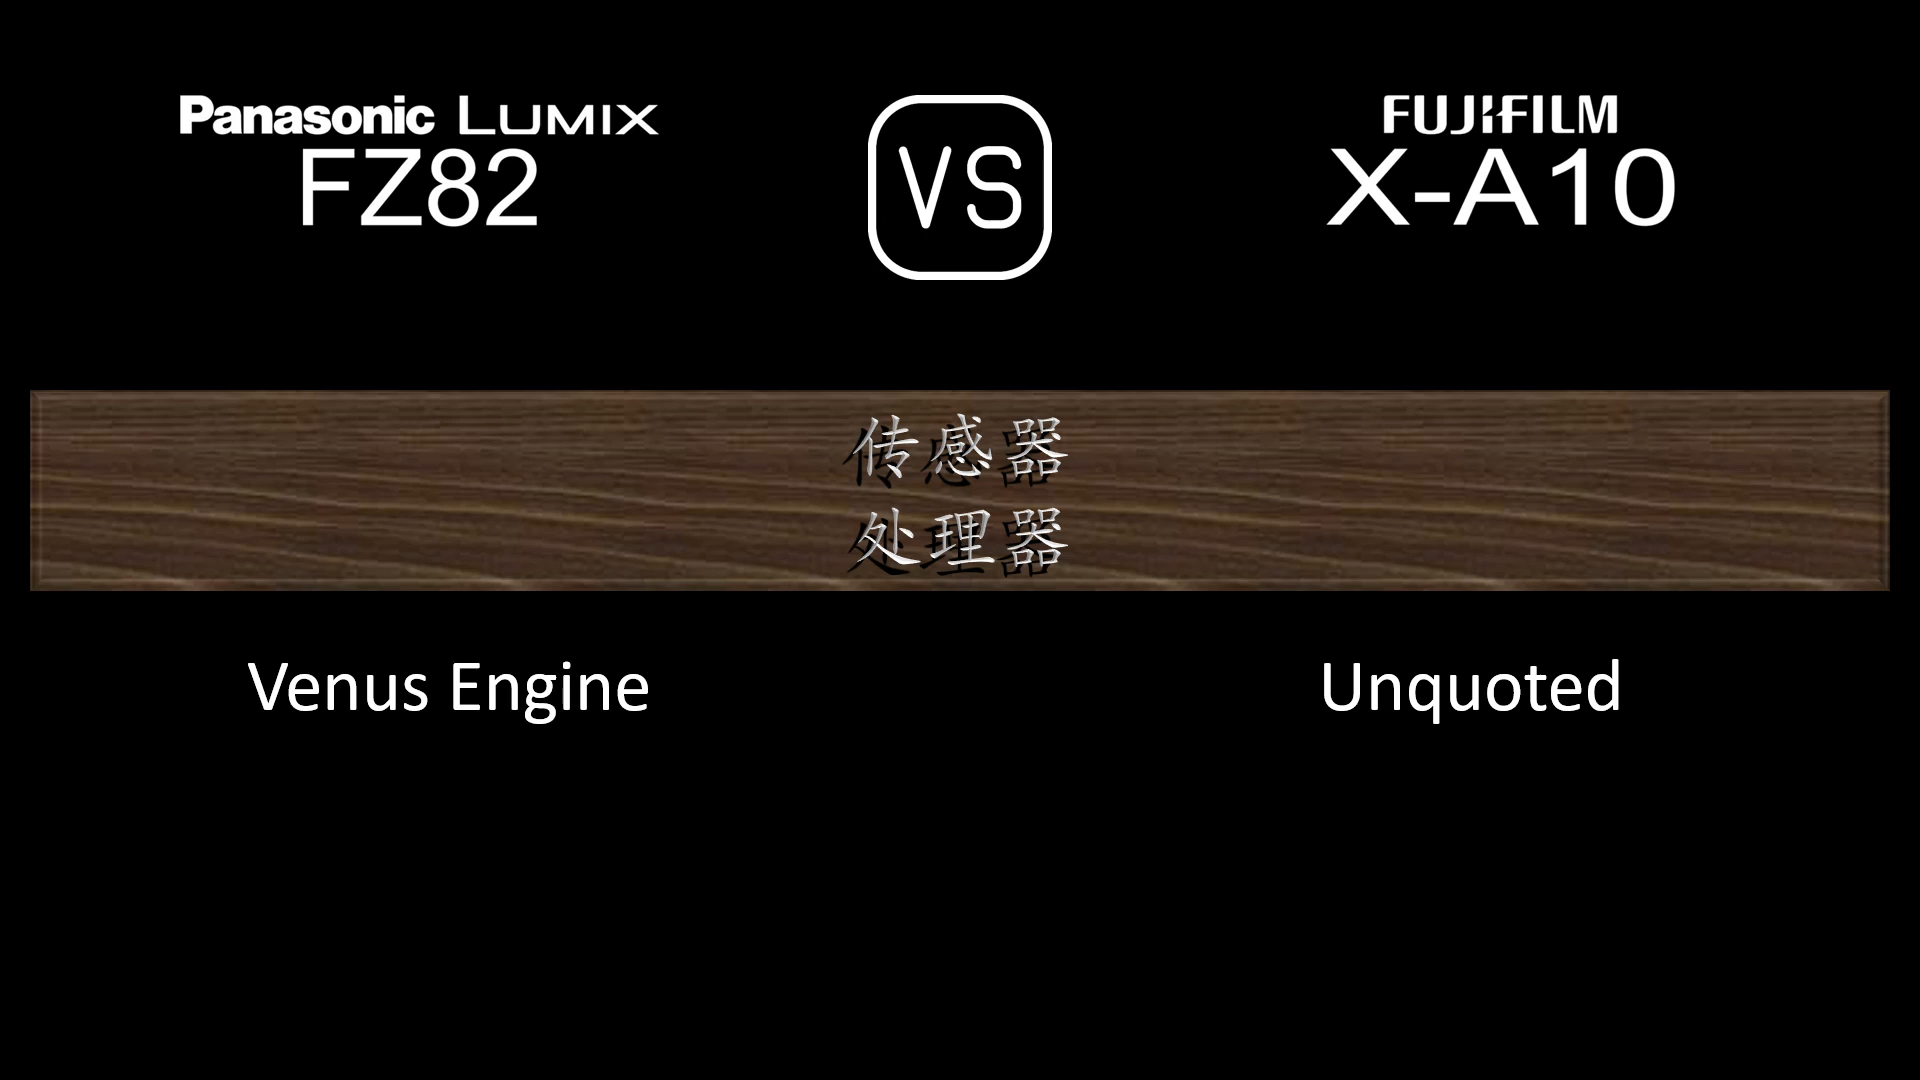 Panasonic LUMIX
FZ82
VS
FUJIFILM
X-A10
传感器
处理器
Venus Engine
Unquoted